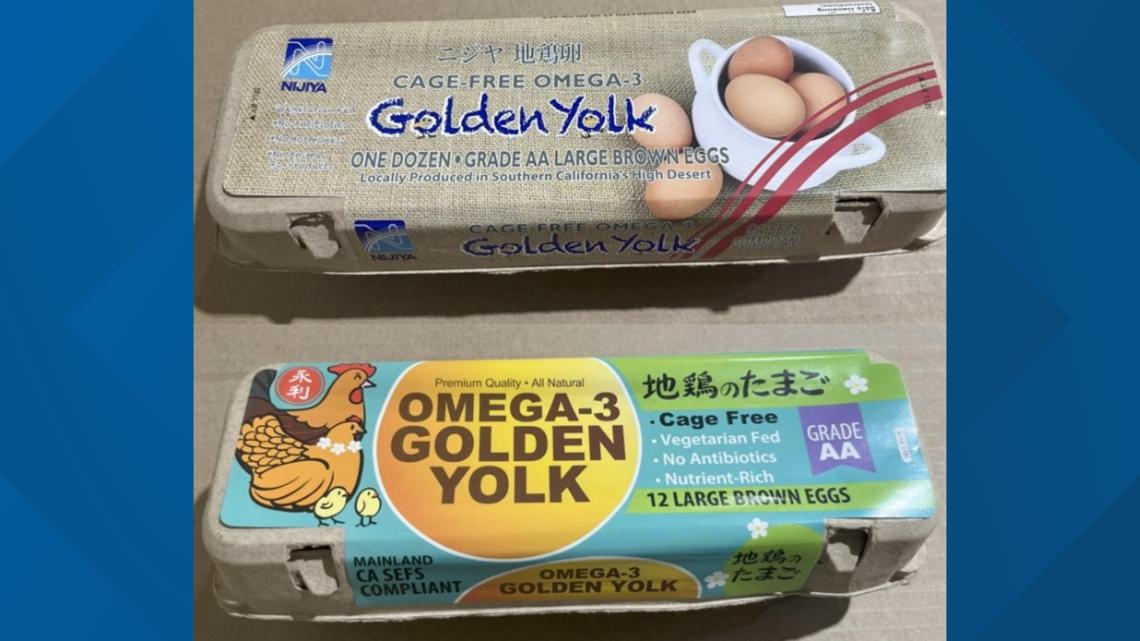 NIJIYA
ニジヤ 地鶏卵
CAGE-FREE OMEGA-3
Golden Yolk
ONE DOZEN • GRADE AA LARGE BROWN EGGS
Locally Produced in Southern California's High Desert
NIJIYA
CAGE-FREE OMEGA-3
Golden Yolk
CA SEFS
COMPLIANT
永利
Premium Quality • All Natural
OMEGA-3
GOLDEN
YOLK
地鶏のたまご
• Cage Free
• Vegetarian Fed
• No Antibiotics
• Nutrient-Rich
GRADE
AA
12 LARGE BROWN EGGS
MAINLAND
CA SEFS
COMPLIANT
OMEGA-3
GOLDEN YOLK
地鶏の
たまご